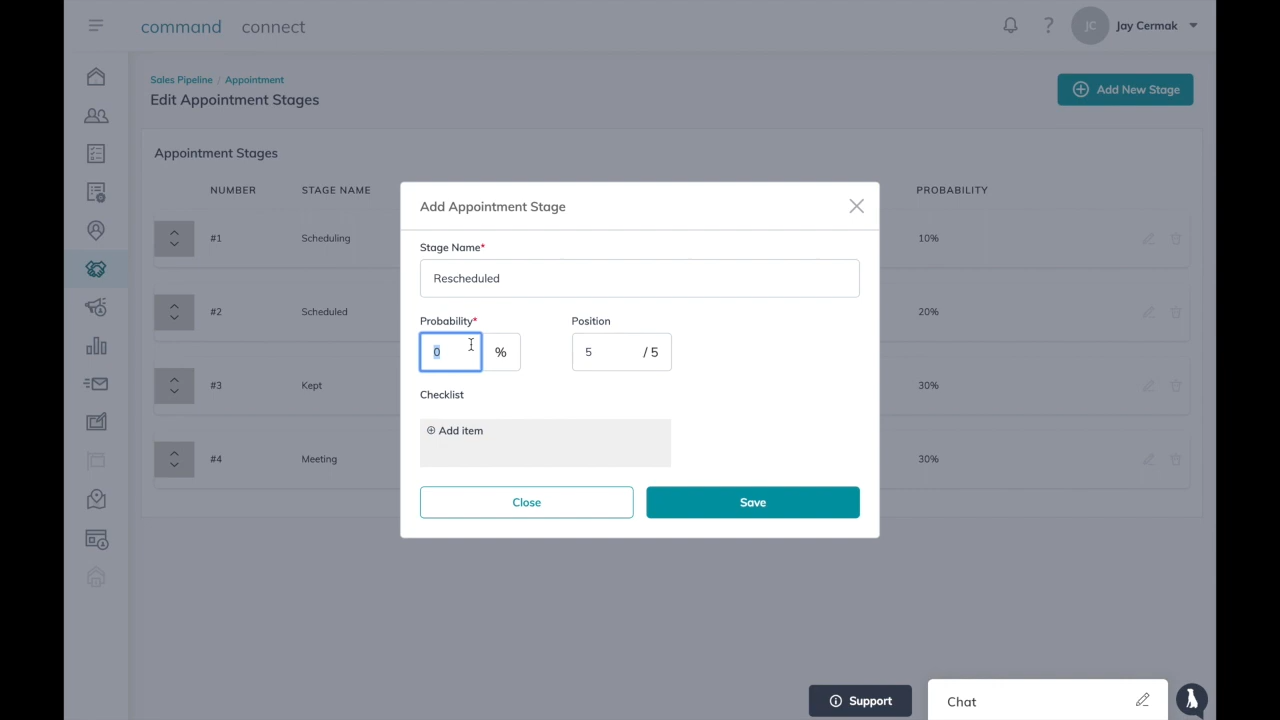 command connect
? JC Jay Cermak
Sales Pipeline / Appointment
Edit Appointment Stages
Add New Stage
Appointment Stages
NUMBER STAGE NAME PROBABILITY
#1 Scheduling 10%
#2 Scheduled 20%
#3 Kept 30%
#4 Meeting 30%
Add Appointment Stage
Stage Name*
Rescheduled
Probability* Position
0 % 5 / 5
Checklist
Add item
Close Save
Support
Chat